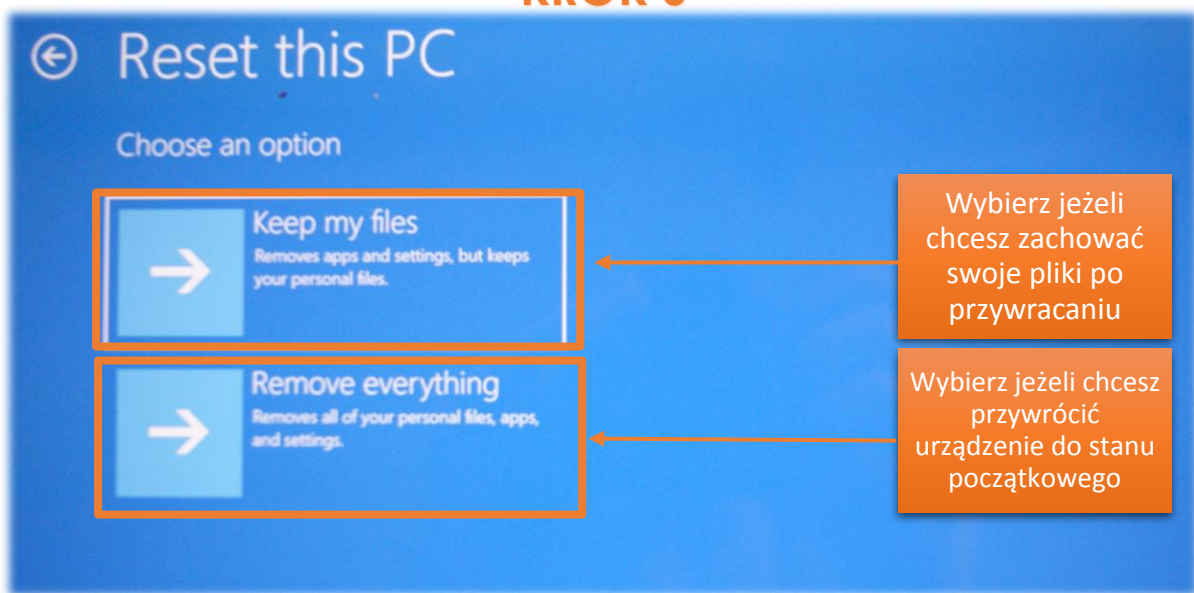 Reset this PC
Choose an option
Keep my files
Removes apps and settings, but keeps
your personal files.
Wybierz jeżeli
chcesz zachować
swoje pliki po
przywracaniu
Remove everything
Removes all of your personal files, apps,
and settings.
Wybierz jeżeli chcesz
przywrócić
urządzenie do stanu
początkowego